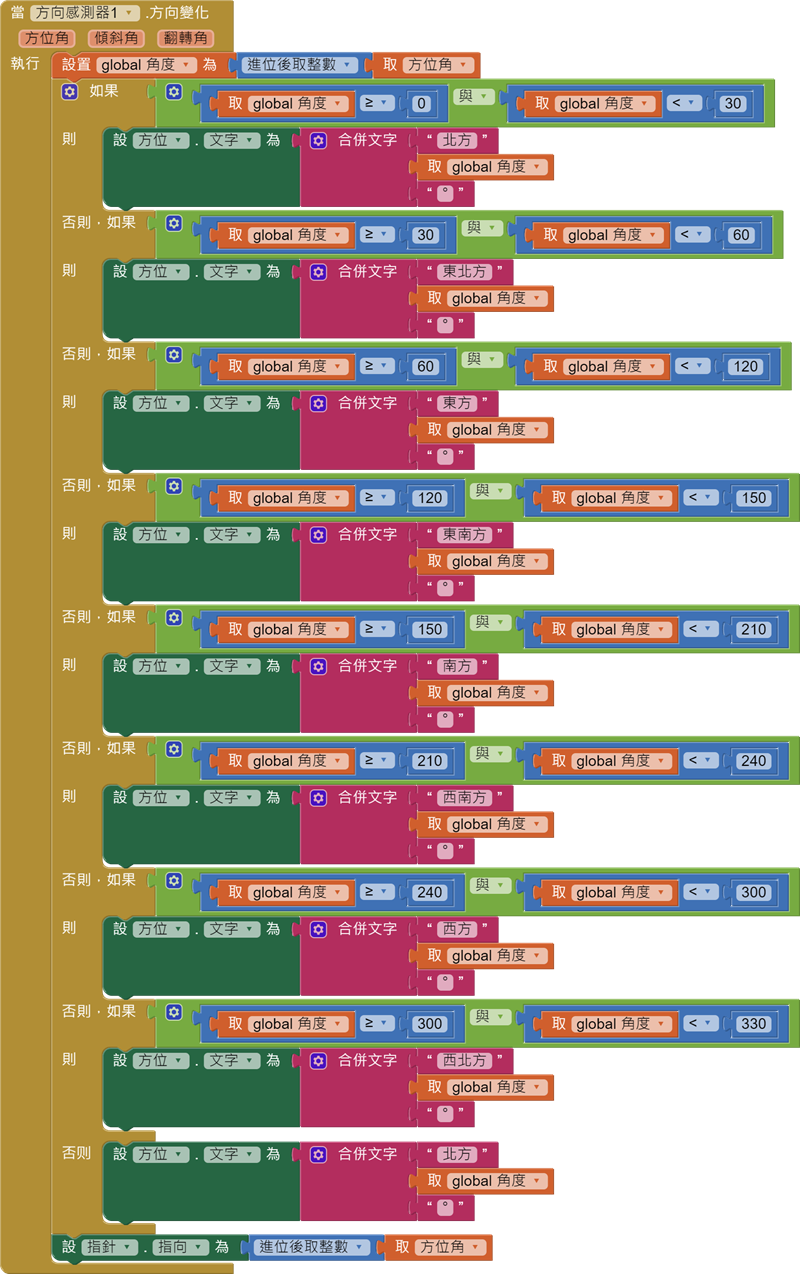 當 方向感測器1 .方向變化
方位角 傾斜角 翻轉角
執行 設置 global 角度 為 進位後取整數 取 方位角
如果 取 global 角度 ≥ 0 與 取 global 角度 < 30
則 設 方位 . 文字 為 合併文字 “ 北方 ”
取 global 角度
“ ° ”
否則，如果 取 global 角度 ≥ 30 與 取 global 角度 < 60
則 設 方位 . 文字 為 合併文字 “ 東北方 ”
取 global 角度
“ ° ”
否則，如果 取 global 角度 ≥ 60 與 取 global 角度 < 120
則 設 方位 . 文字 為 合併文字 “ 東方 ”
取 global 角度
“ ° ”
否則，如果 取 global 角度 ≥ 120 與 取 global 角度 < 150
則 設 方位 . 文字 為 合併文字 “ 東南方 ”
取 global 角度
“ ° ”
否則，如果 取 global 角度 ≥ 150 與 取 global 角度 < 210
則 設 方位 . 文字 為 合併文字 “ 南方 ”
取 global 角度
“ ° ”
否則，如果 取 global 角度 ≥ 210 與 取 global 角度 < 240
則 設 方位 . 文字 為 合併文字 “ 西南方 ”
取 global 角度
“ ° ”
否則，如果 取 global 角度 ≥ 240 與 取 global 角度 < 300
則 設 方位 . 文字 為 合併文字 “ 西方 ”
取 global 角度
“ ° ”
否則，如果 取 global 角度 ≥ 300 與 取 global 角度 < 330
則 設 方位 . 文字 為 合併文字 “ 西北方 ”
取 global 角度
“ ° ”
否则 設 方位 . 文字 為 合併文字 “ 北方 ”
取 global 角度
“ ° ”
設 指針 . 指向 為 進位後取整數 取 方位角